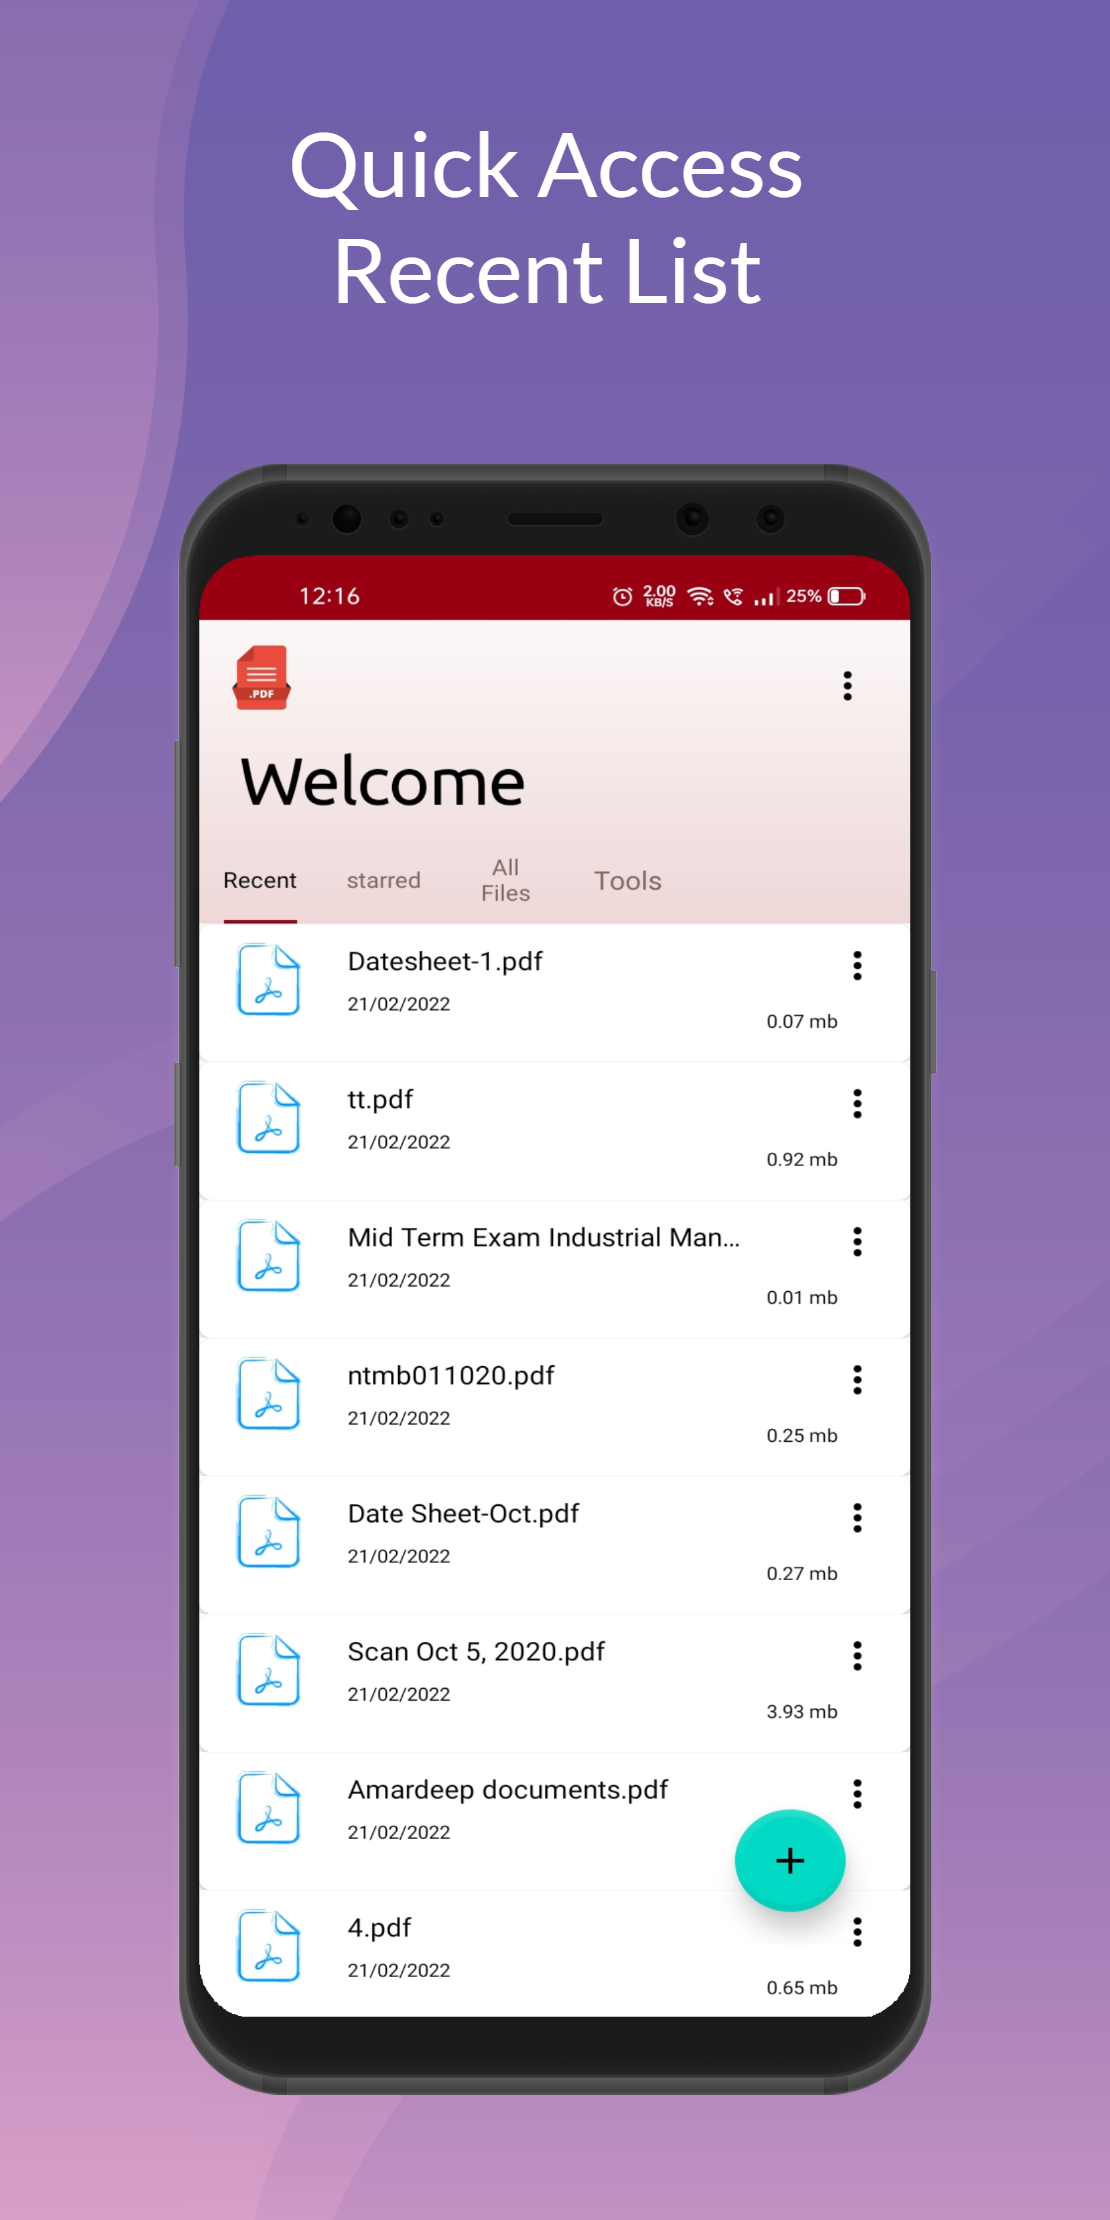 Quick Access
Recent List
12:16
2.00
KB/S
25%
.PDF
Welcome
Recent
starred
All
Files
Tools
Datesheet-1.pdf
21/02/2022
0.07 mb
tt.pdf
21/02/2022
0.92 mb
Mid Term Exam Industrial Man...
21/02/2022
0.01 mb
ntmb011020.pdf
21/02/2022
0.25 mb
Date Sheet-Oct.pdf
21/02/2022
0.27 mb
Scan Oct 5, 2020.pdf
21/02/2022
3.93 mb
Amardeep documents.pdf
21/02/2022
+
4.pdf
21/02/2022
0.65 mb